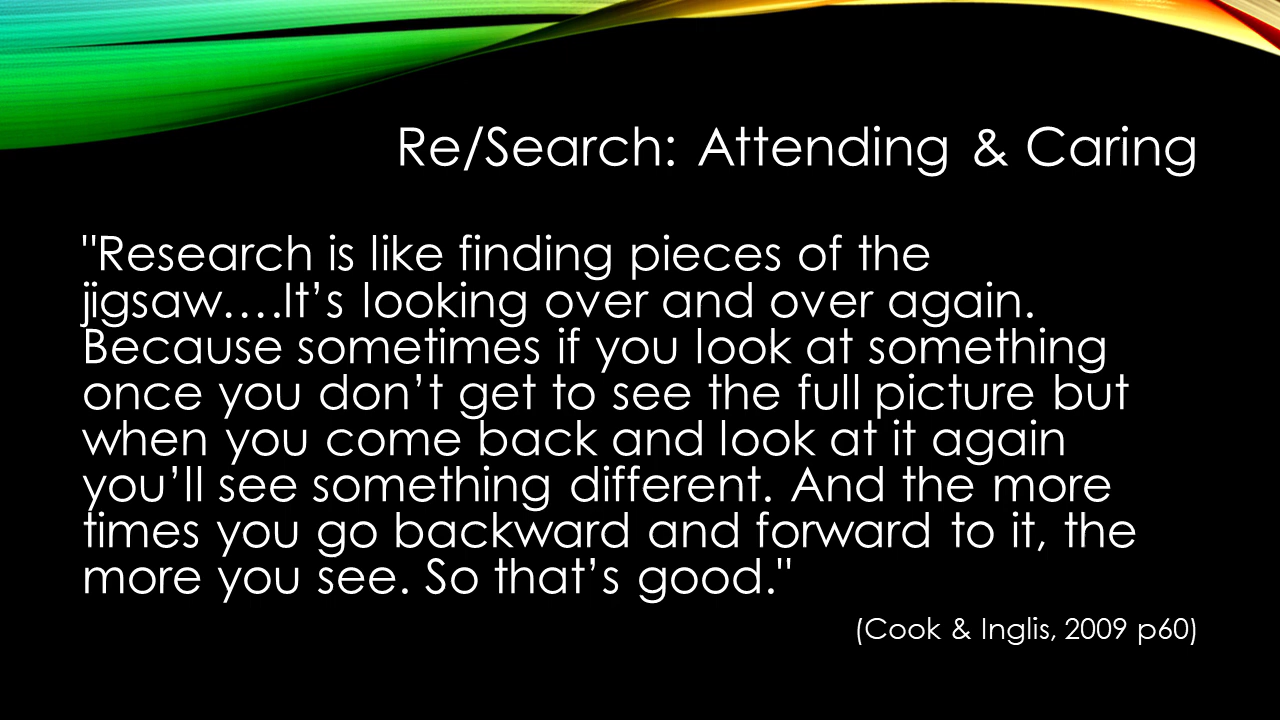 Re/Search: Attending & Caring
"Research is like finding pieces of the
jigsaw….It’s looking over and over again.
Because sometimes if you look at something
once you don’t get to see the full picture but
when you come back and look at it again
you’ll see something different. And the more
times you go backward and forward to it, the
more you see. So that’s good."
(Cook & Inglis, 2009 p60)